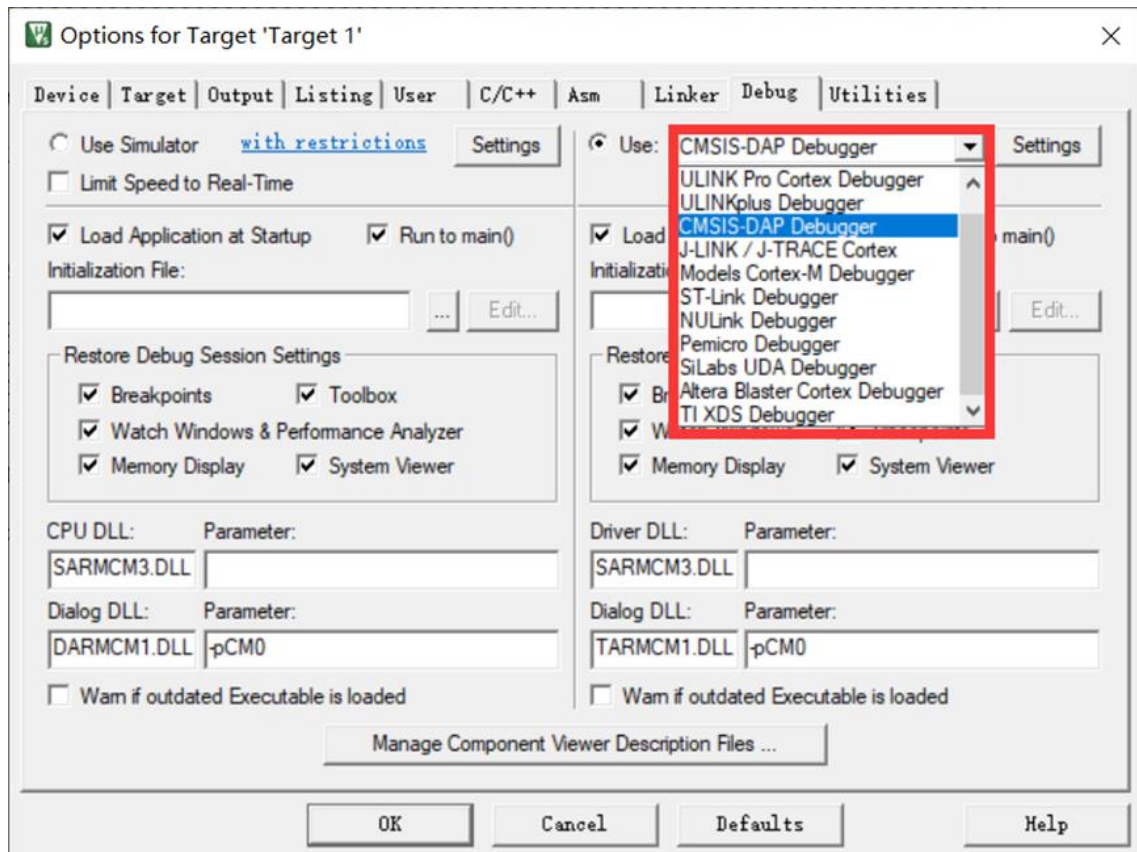 Options for Target 'Target 1'
Device Target Output Listing User C/C++ Asm Linker Debug Utilities
Use Simulator with restrictions Settings
Limit Speed to Real-Time
Load Application at Startup Run to main()
Initialization File:
... Edit...
Restore Debug Session Settings
Breakpoints Toolbox
Watch Windows & Performance Analyzer
Memory Display System Viewer
CPU DLL: Parameter:
SARMCM3.DLL
Dialog DLL: Parameter:
DARMCM1.DLL -pCM0
Warn if outdated Executable is loaded
Use: CMSIS-DAP Debugger Settings
ULINK Pro Cortex Debugger
ULINKplus Debugger
CMSIS-DAP Debugger
J-LINK / J-TRACE Cortex
Models Cortex-M Debugger
ST-Link Debugger
NULink Debugger
Pemicro Debugger
SiLabs UDA Debugger
Altera Blaster Cortex Debugger
TI XDS Debugger
Load main()
Edit...
Memory Display System Viewer
Driver DLL: Parameter:
SARMCM3.DLL
Dialog DLL: Parameter:
TARMCM1.DLL -pCM0
Warn if outdated Executable is loaded
Manage Component Viewer Description Files ...
OK Cancel Defaults Help